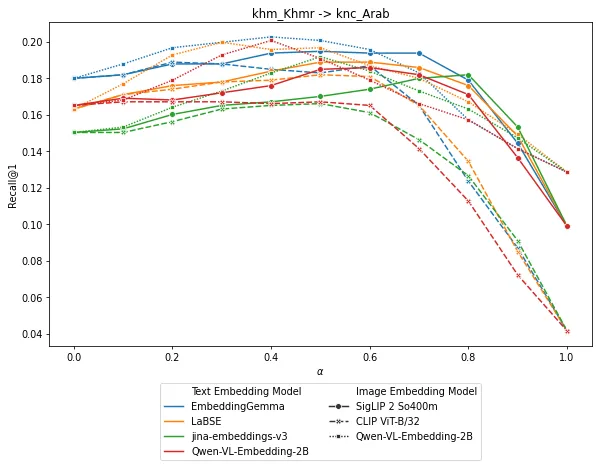 khm_Khmr -> knc_Arab
Recall@1
0.20
0.18
0.16
0.14
0.12
0.10
0.08
0.06
0.04
0.0 0.2 0.4 0.6 0.8 1.0
α
Text Embedding Model Image Embedding Model
EmbeddingGemma SigLIP 2 So400m
LaBSE CLIP ViT-B/32
jina-embeddings-v3 Qwen-VL-Embedding-2B
Qwen-VL-Embedding-2B